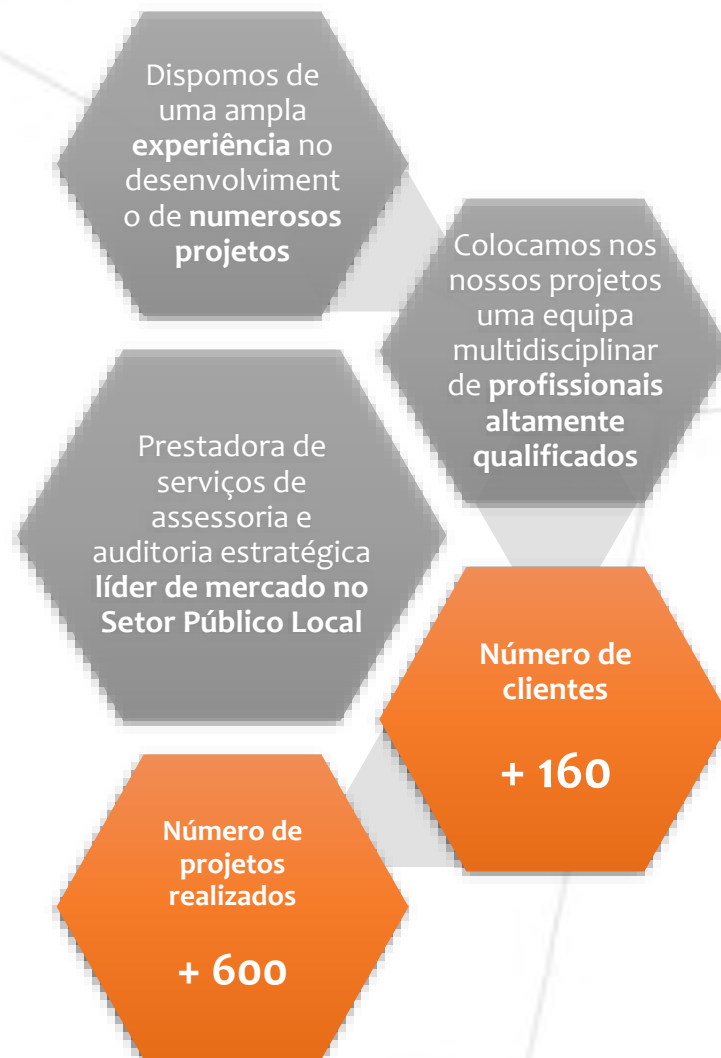 Dispomos de
uma ampla
experiência no
desenvolviment
o de numerosos
projetos
Colocamos nos
nossos projetos
uma equipa
multidisciplinar
de profissionais
altamente
qualificados
Prestadora de
serviços de
assessoria e
auditoria estratégica
líder de mercado no
Setor Público Local
Número de
clientes
+ 160
Número de
projetos
realizados
+ 600